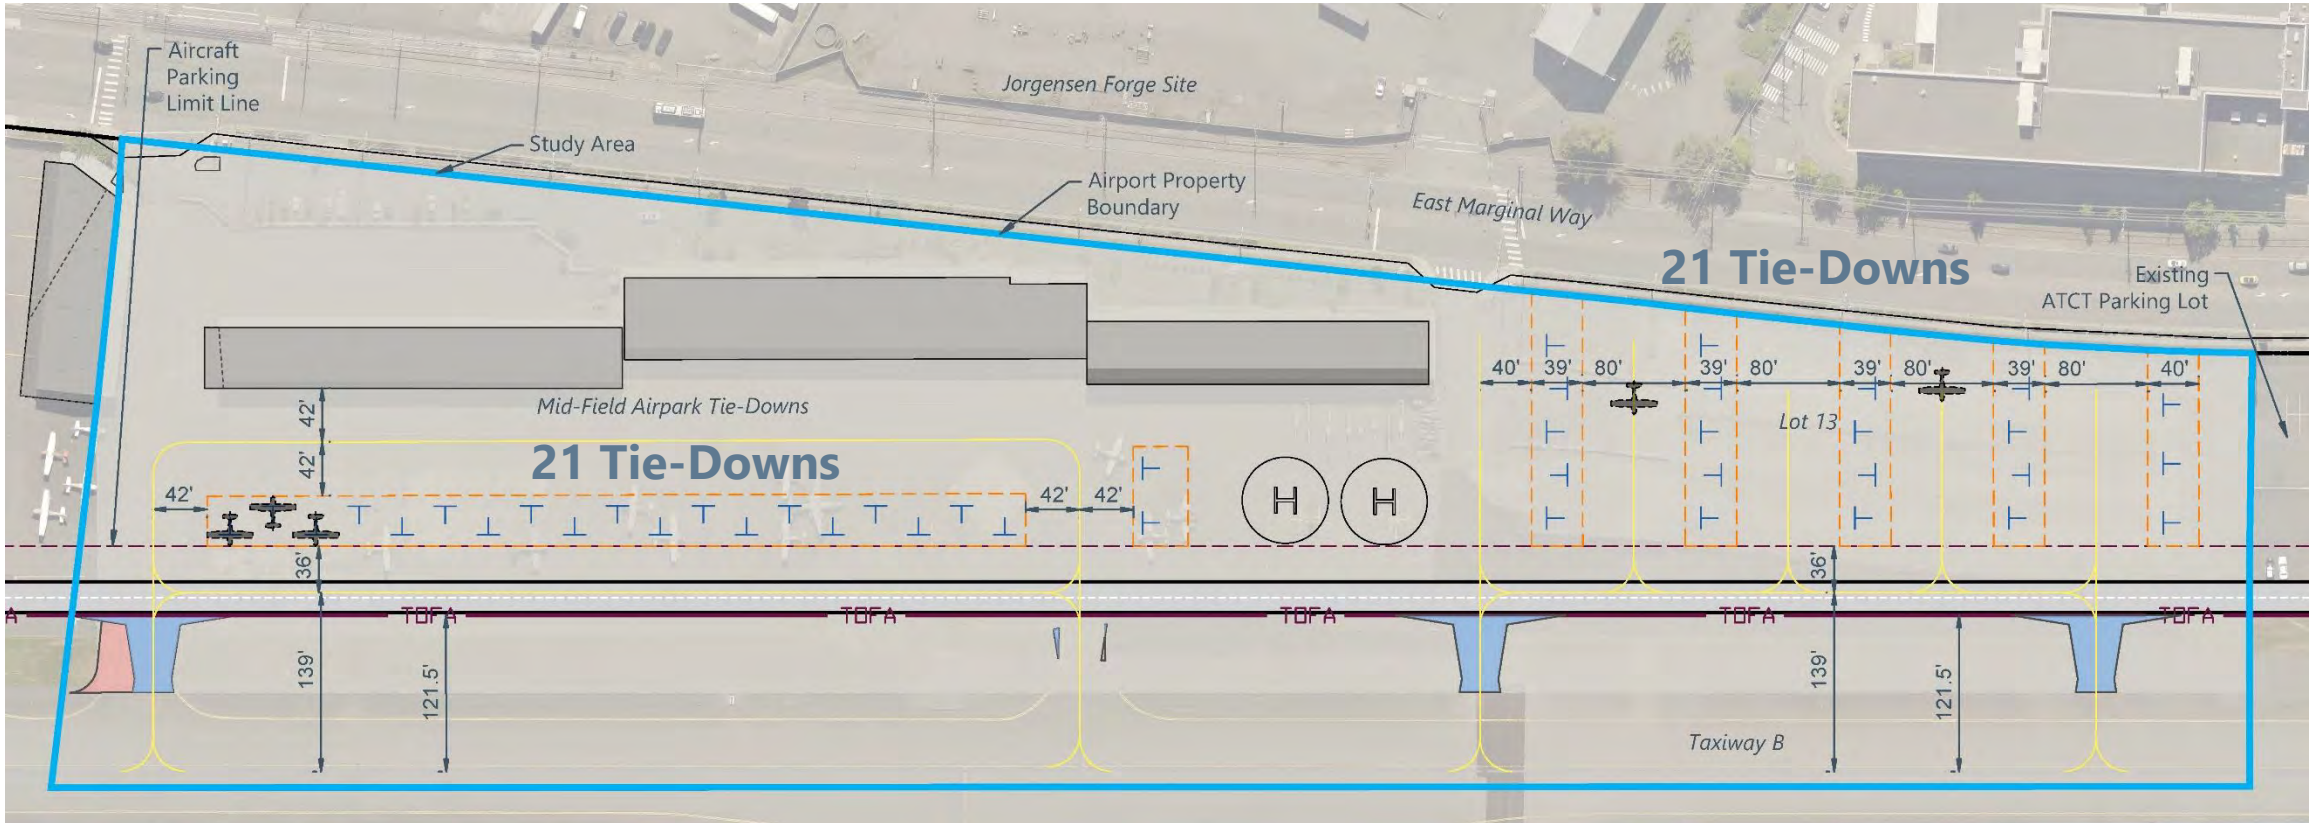 Aircraft
Parking
Limit Line
Jorgensen Forge Site
Study Area
Airport Property
Boundary
East Marginal Way
21 Tie-Downs
Existing
ATCT Parking Lot
40' 39' 80' 39' 80' 39' 80' 39' 80' 40'
42'
Mid-Field Airpark Tie-Downs
Lot 13
42'
21 Tie-Downs
42'
42' 42'
H H
36'
36'
A TOFA TOFA TOFA TOFA TOFA
139'
121.5'
139'
121.5'
Taxiway B